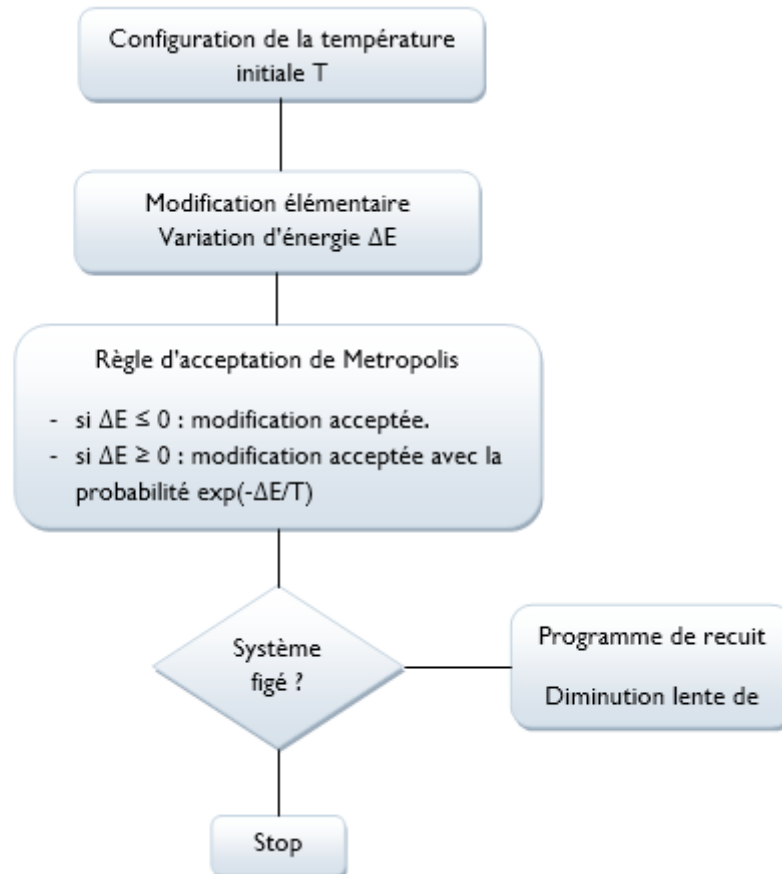 Configuration de la température
initiale T
Modification élémentaire
Variation d'énergie ΔE
Règle d'acceptation de Metropolis
- si ΔE ≤ 0 : modification acceptée.
- si ΔE ≥ 0 : modification acceptée avec la
probabilité exp(-ΔE/T)
Système
figé ?
Programme de recuit
Diminution lente de
Stop